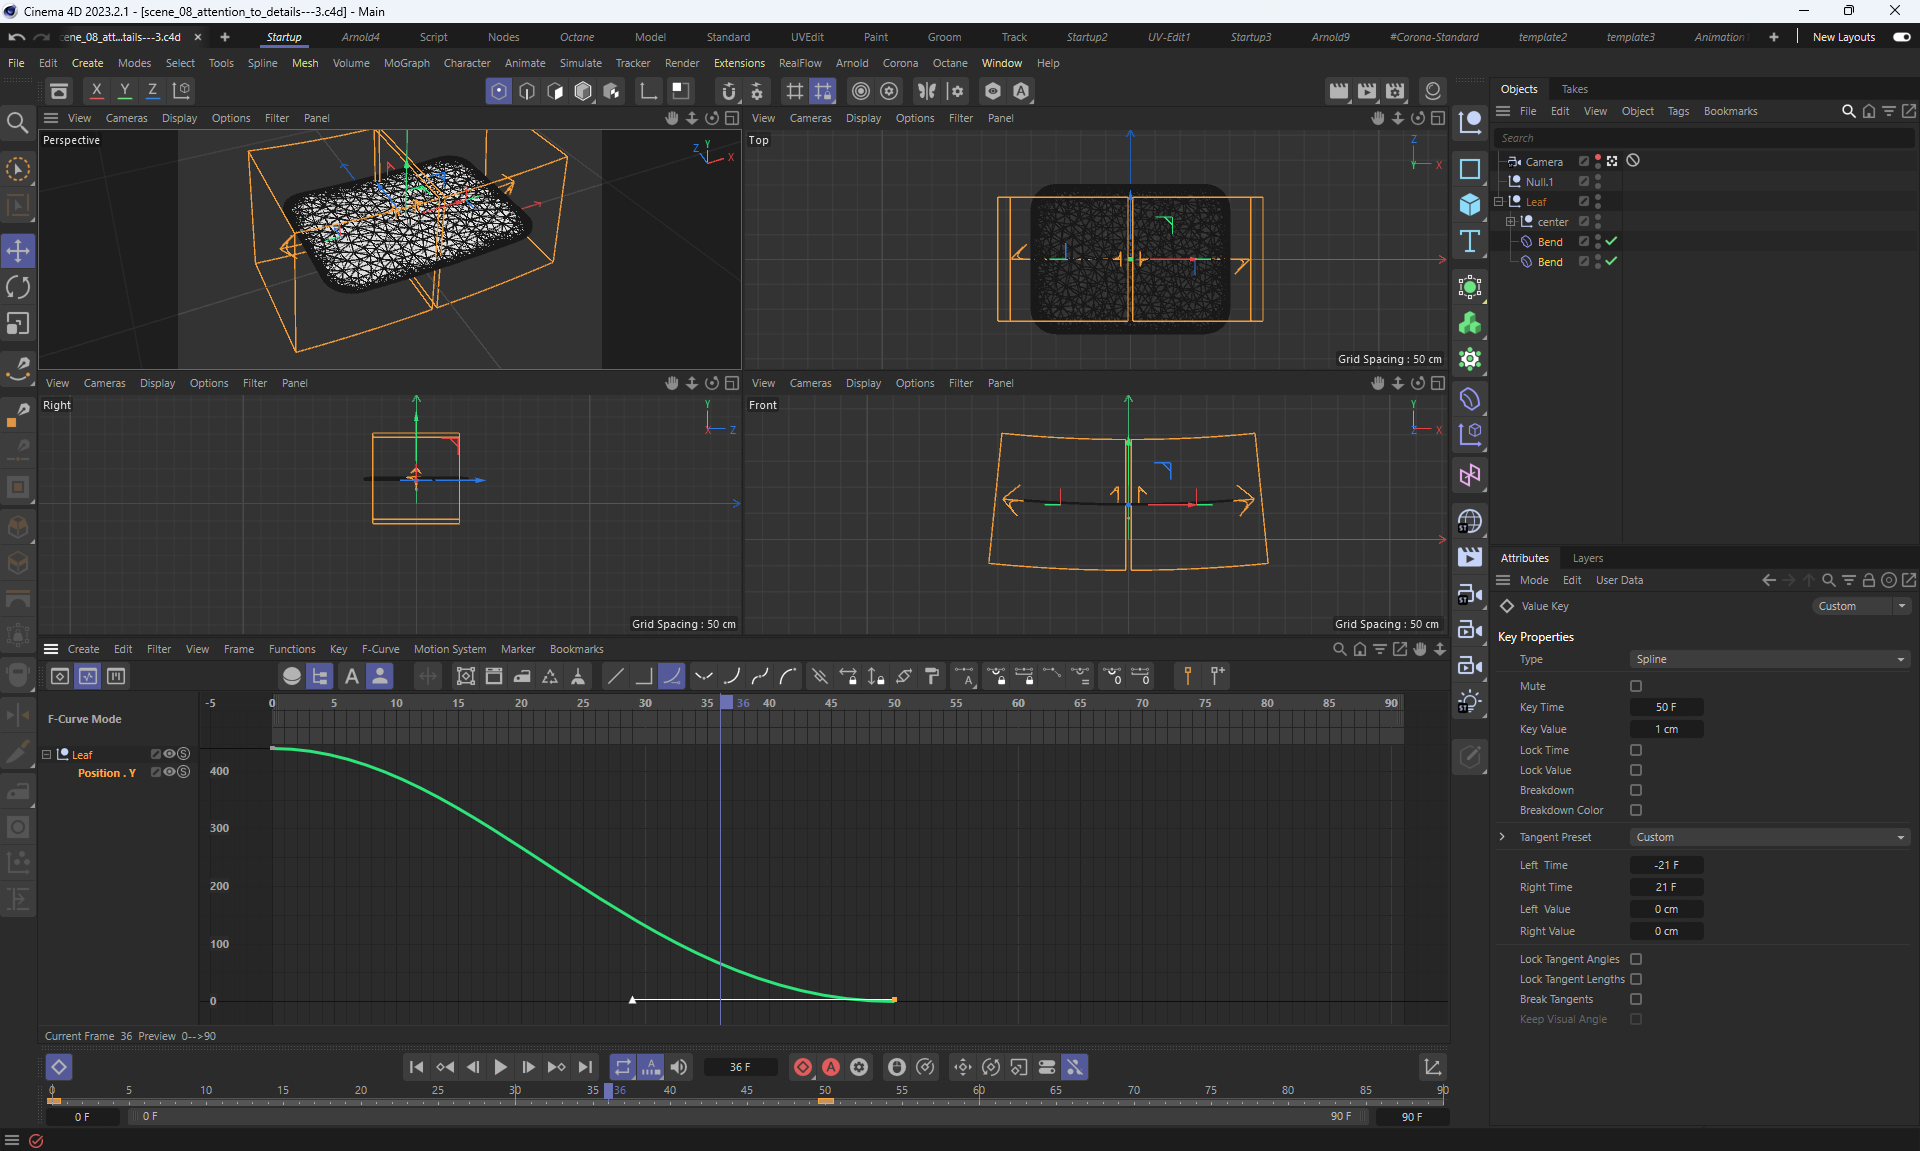 Cinema 4D 2023.2.1 - [scene_08_attention_to_details---3.c4d] - Main
ene_08_att...tails---3.c4d Startup Arnold4 Script Nodes Octane Model Standard UVEdit Paint Groom Track Startup2 UV-Edit1 Startup3 Arnold9 #Corona-Standard template2 template3 Animation New Layouts
File Edit Create Modes Select Tools Spline Mesh Volume MoGraph Character Animate Simulate Tracker Render Extensions RealFlow Arnold Corona Octane Window Help
X Y Z
Objects Takes
File Edit View Object Tags Bookmarks
Search
Camera
Null.1
Leaf
center
Bend
Bend
View Cameras Display Options Filter Panel
Perspective
Z Y X
View Cameras Display Options Filter Panel
Top
Z
Y X
Grid Spacing : 50 cm
View Cameras Display Options Filter Panel
Right
Y
X Z
Grid Spacing : 50 cm
View Cameras Display Options Filter Panel
Front
Y
Z X
Grid Spacing : 50 cm
Create Edit Filter View Frame Functions Key F-Curve Motion System Marker Bookmarks
-5 0 5 10 15 20 25 30 35 36 40 45 50 55 60 65 70 75 80 85 90
F-Curve Mode
Leaf
Position . Y
400
300
200
100
0
Current Frame 36 Preview 0-->90
36 F
0 5 10 15 20 25 30 35 36 40 45 50 55 60 65 70 75 80 85 90
0 F 0 F 90 F 90 F
Attributes Layers
Mode Edit User Data
Value Key Custom
Key Properties
Type Spline
Mute
Key Time 50 F
Key Value 1 cm
Lock Time
Lock Value
Breakdown
Breakdown Color
Tangent Preset Custom
Left Time -21 F
Right Time 21 F
Left Value 0 cm
Right Value 0 cm
Lock Tangent Angles
Lock Tangent Lengths
Break Tangents
Keep Visual Angle